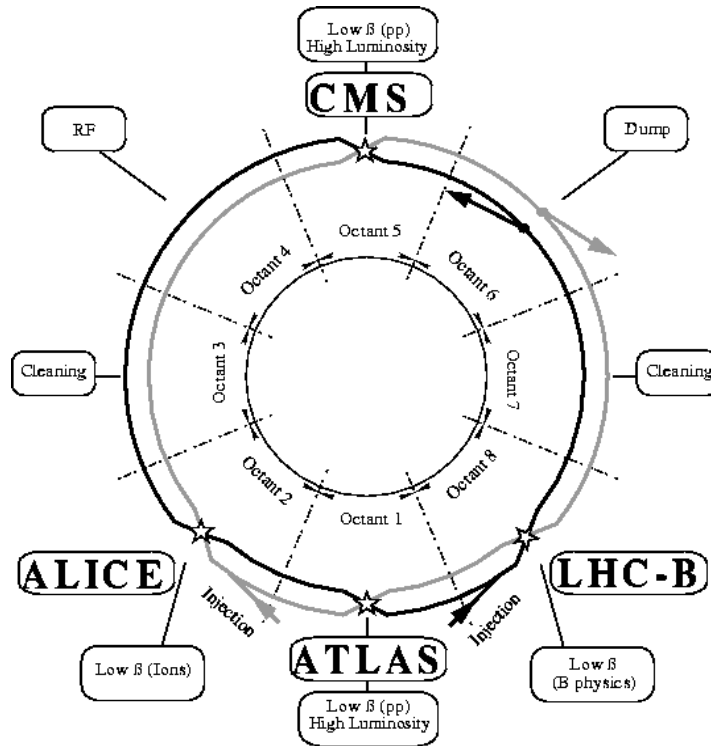 Low ß (pp)
High Luminosity
CMS
RF
Dump
Octant 5
Octant 4
Octant 6
Cleaning
Octant 3
Octant 7
Cleaning
Octant 2
Octant 8
Octant 1
ALICE
LHC-B
Injection
Injection
ATLAS
Low ß (Ions)
Low ß
(B physics)
Low ß (pp)
High Luminosity